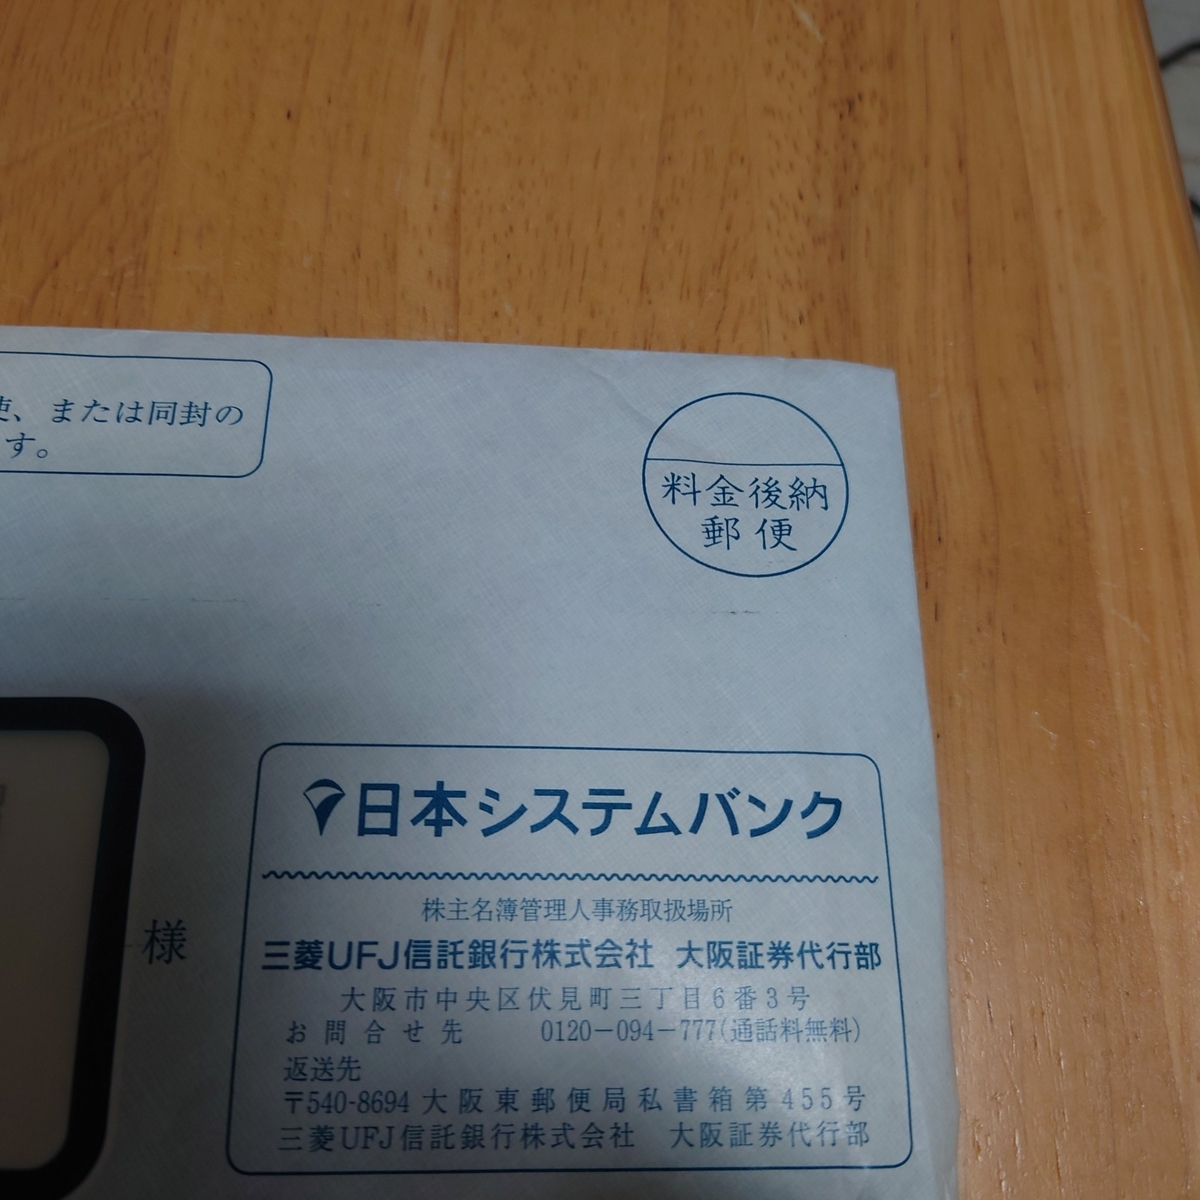 、または同封の
す。
料金後納
郵便
日本システムバンク
株主名簿管理人事務取扱場所
三菱UFJ信託銀行株式会社 大阪証券代行部
大阪市中央区伏見町三丁目6番3号
お問合せ先 0120-094-777(通話料無料)
返送先
〒540-8694 大阪東郵便局私書箱第455号
三菱UFJ信託銀行株式会社 大阪証券代行部
様